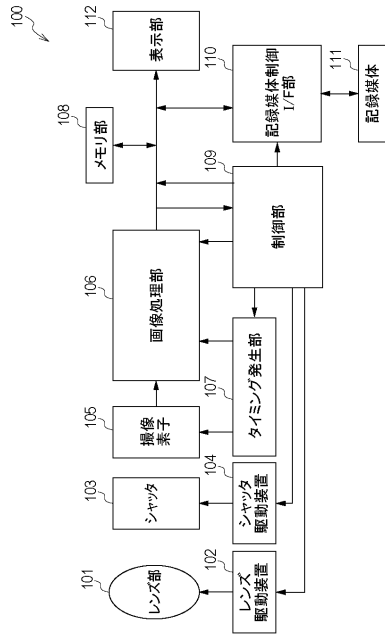 100
101
レンズ部
102
レンズ
駆動装置
103
シャッタ
104
シャッタ
駆動装置
105
撮像
素子
106
画像処理部
107
タイミング発生部
108
メモリ部
109
制御部
110
記録媒体制御
I/F部
111
記録媒体
112
表示部